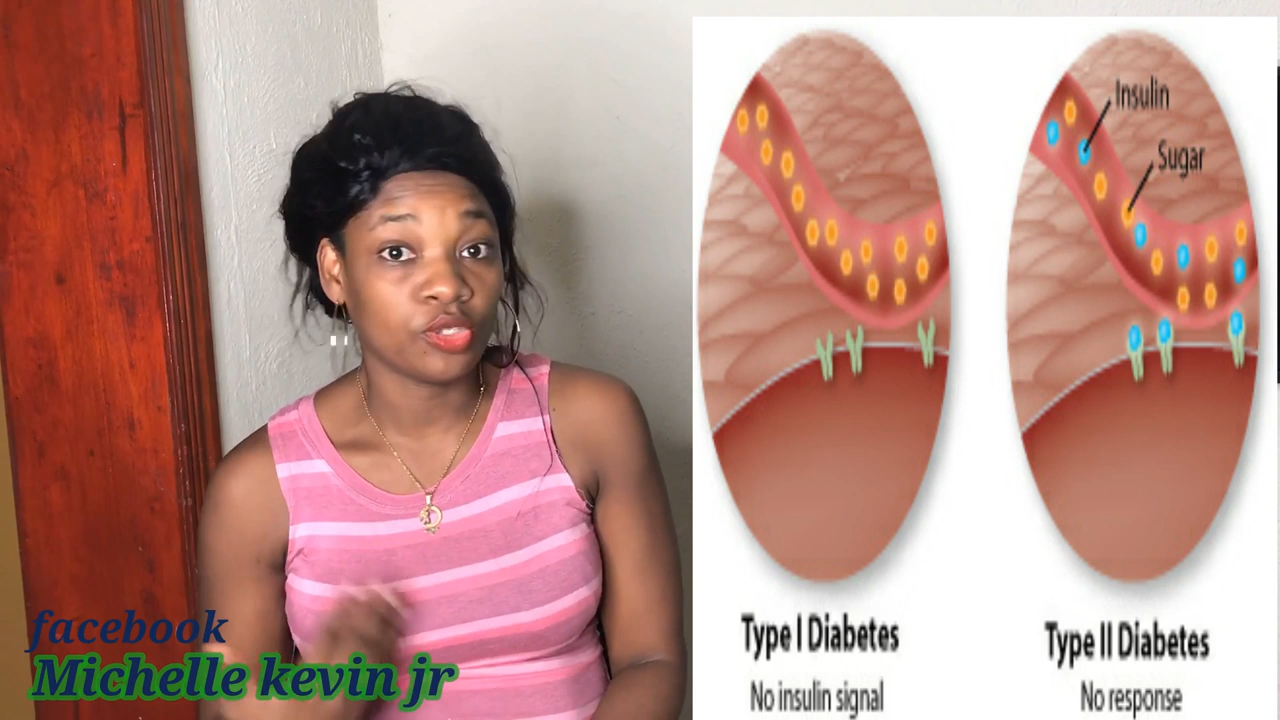 facebook
Michelle kevin jr
Insulin
Sugar
Type I Diabetes
No insulin signal
Type II Diabetes
No response